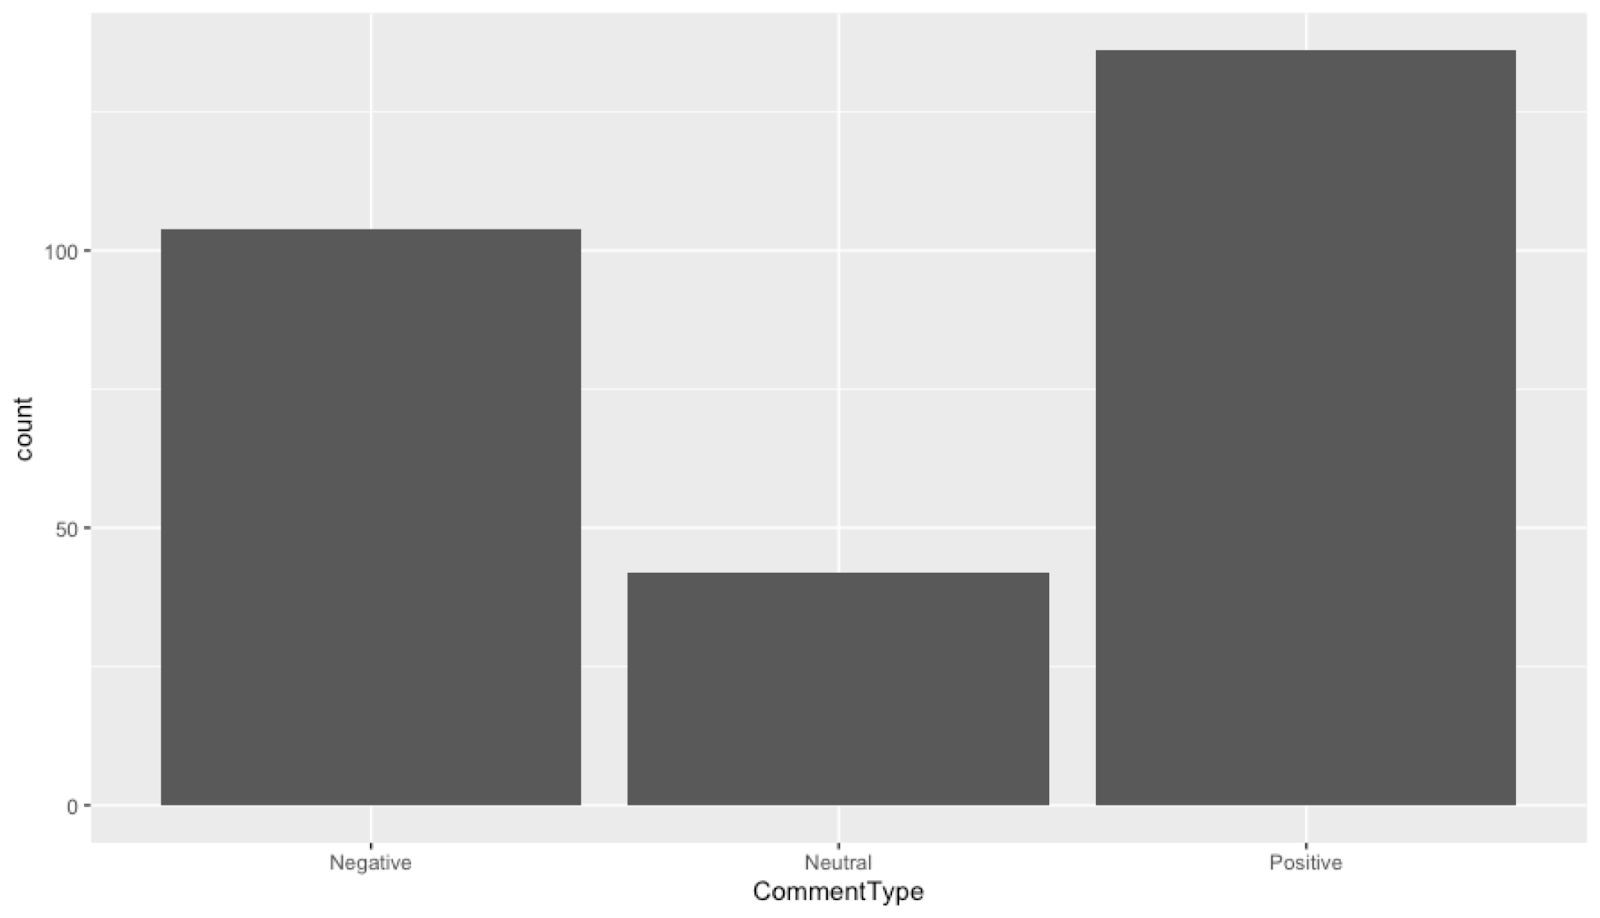 count
100
50
0
Negative Neutral Positive
CommentType